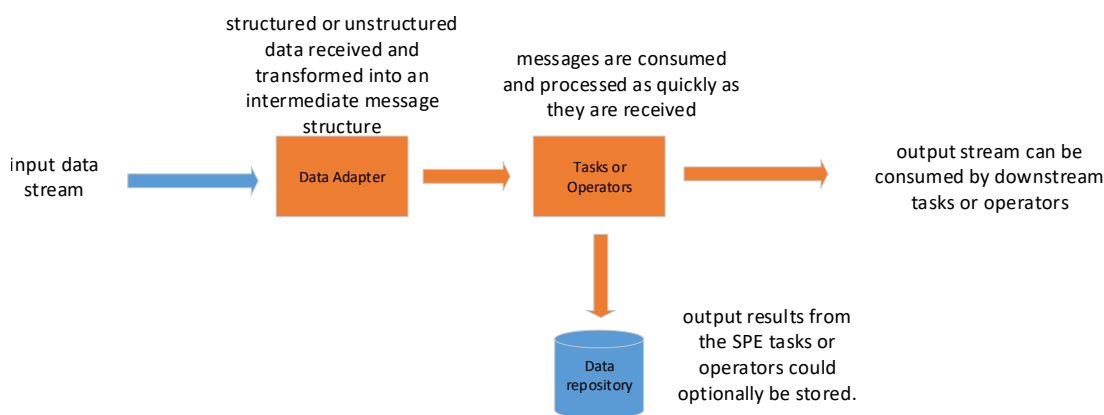 structured or unstructured
data received and
transformed into an
intermediate message
structure
messages are consumed
and processed as quickly as
they are received
input data
stream
Data Adapter
Tasks or
Operators
output stream can be
consumed by downstream
tasks or operators
Data
repository
output results from
the SPE tasks or
operators could
optionally be stored.